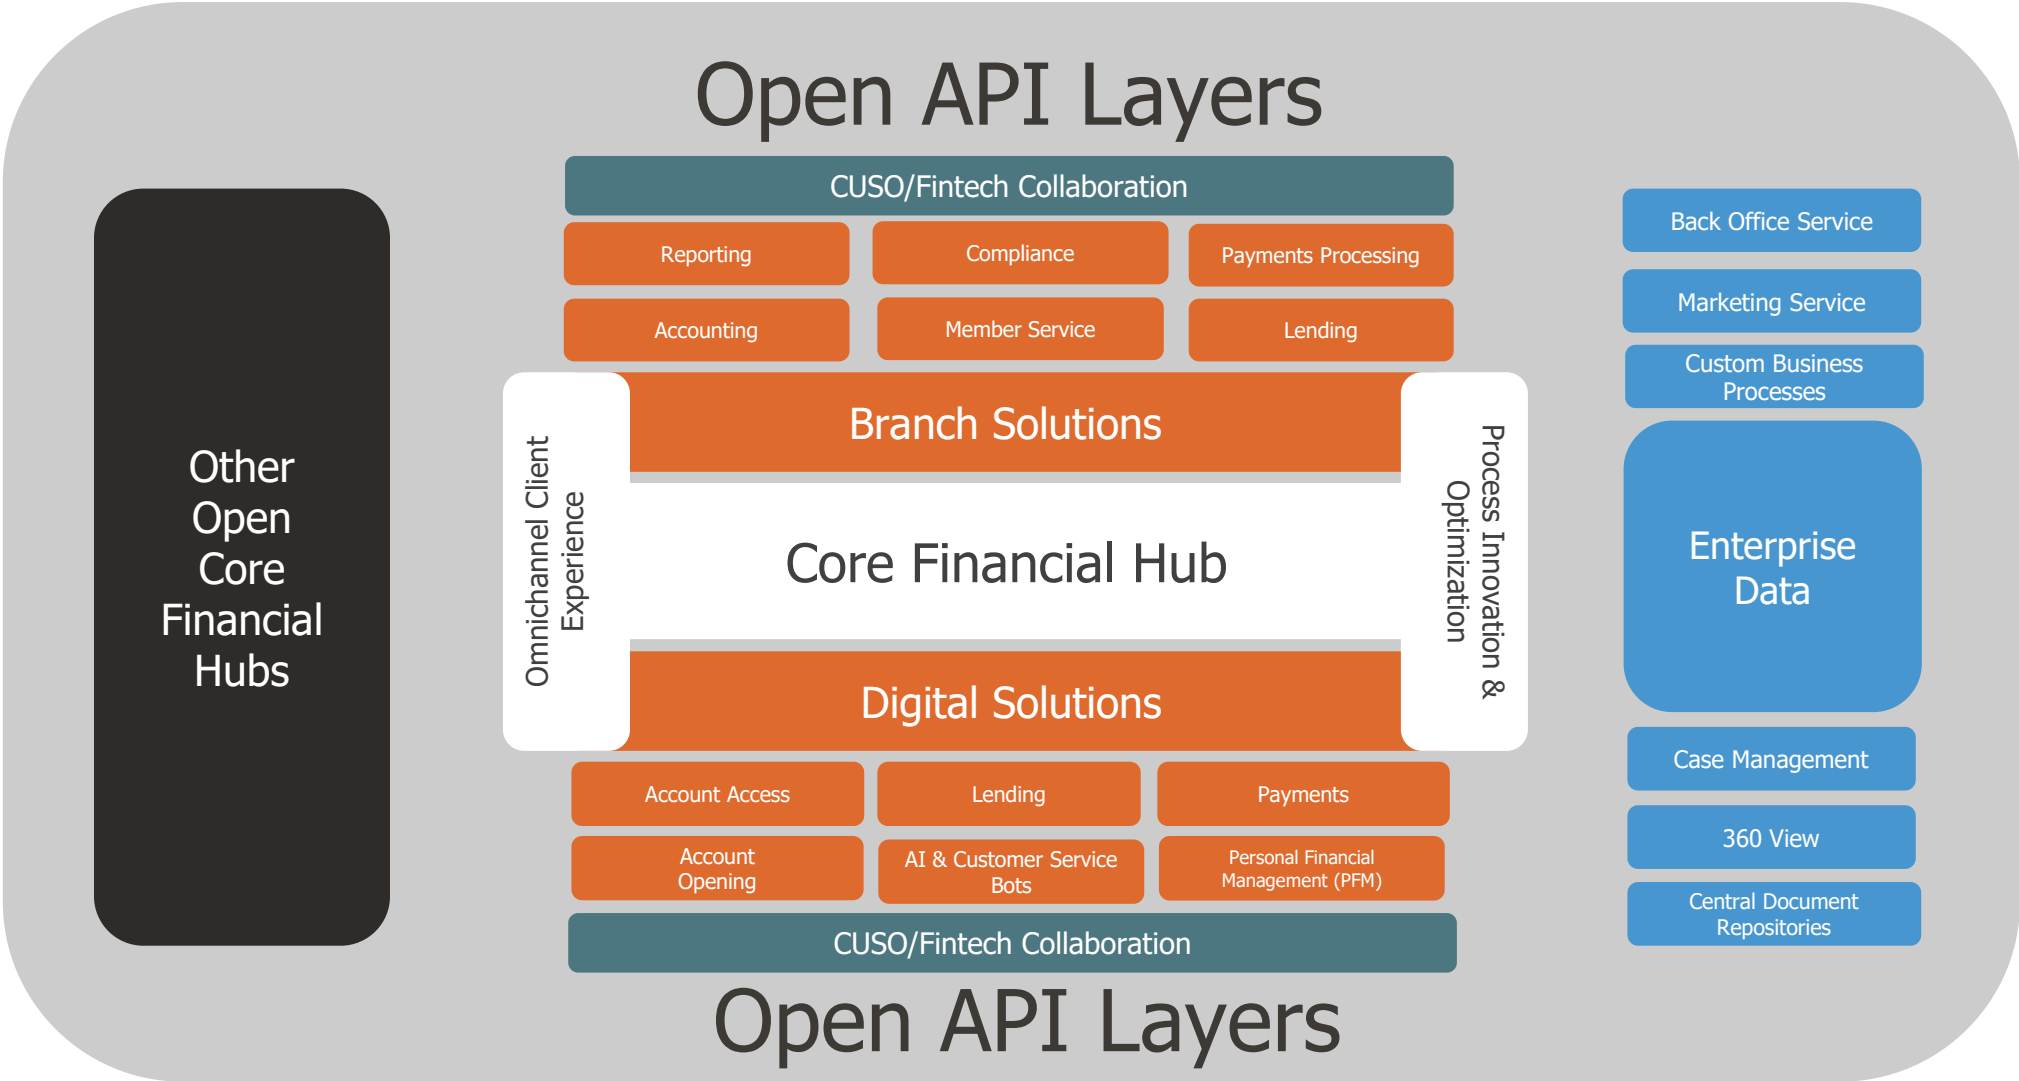 Open API Layers
Other
Open
Core
Financial
Hubs
CUSO/Fintech Collaboration
Reporting
Compliance
Payments Processing
Accounting
Member Service
Lending
Omnichannel Client
Experience
Branch Solutions
Core Financial Hub
Digital Solutions
Process Innovation &
Optimization
Account Access
Lending
Payments
Account
Opening
AI & Customer Service
Bots
Personal Financial
Management (PFM)
CUSO/Fintech Collaboration
Back Office Service
Marketing Service
Custom Business
Processes
Enterprise
Data
Case Management
360 View
Central Document
Repositories
Open API Layers